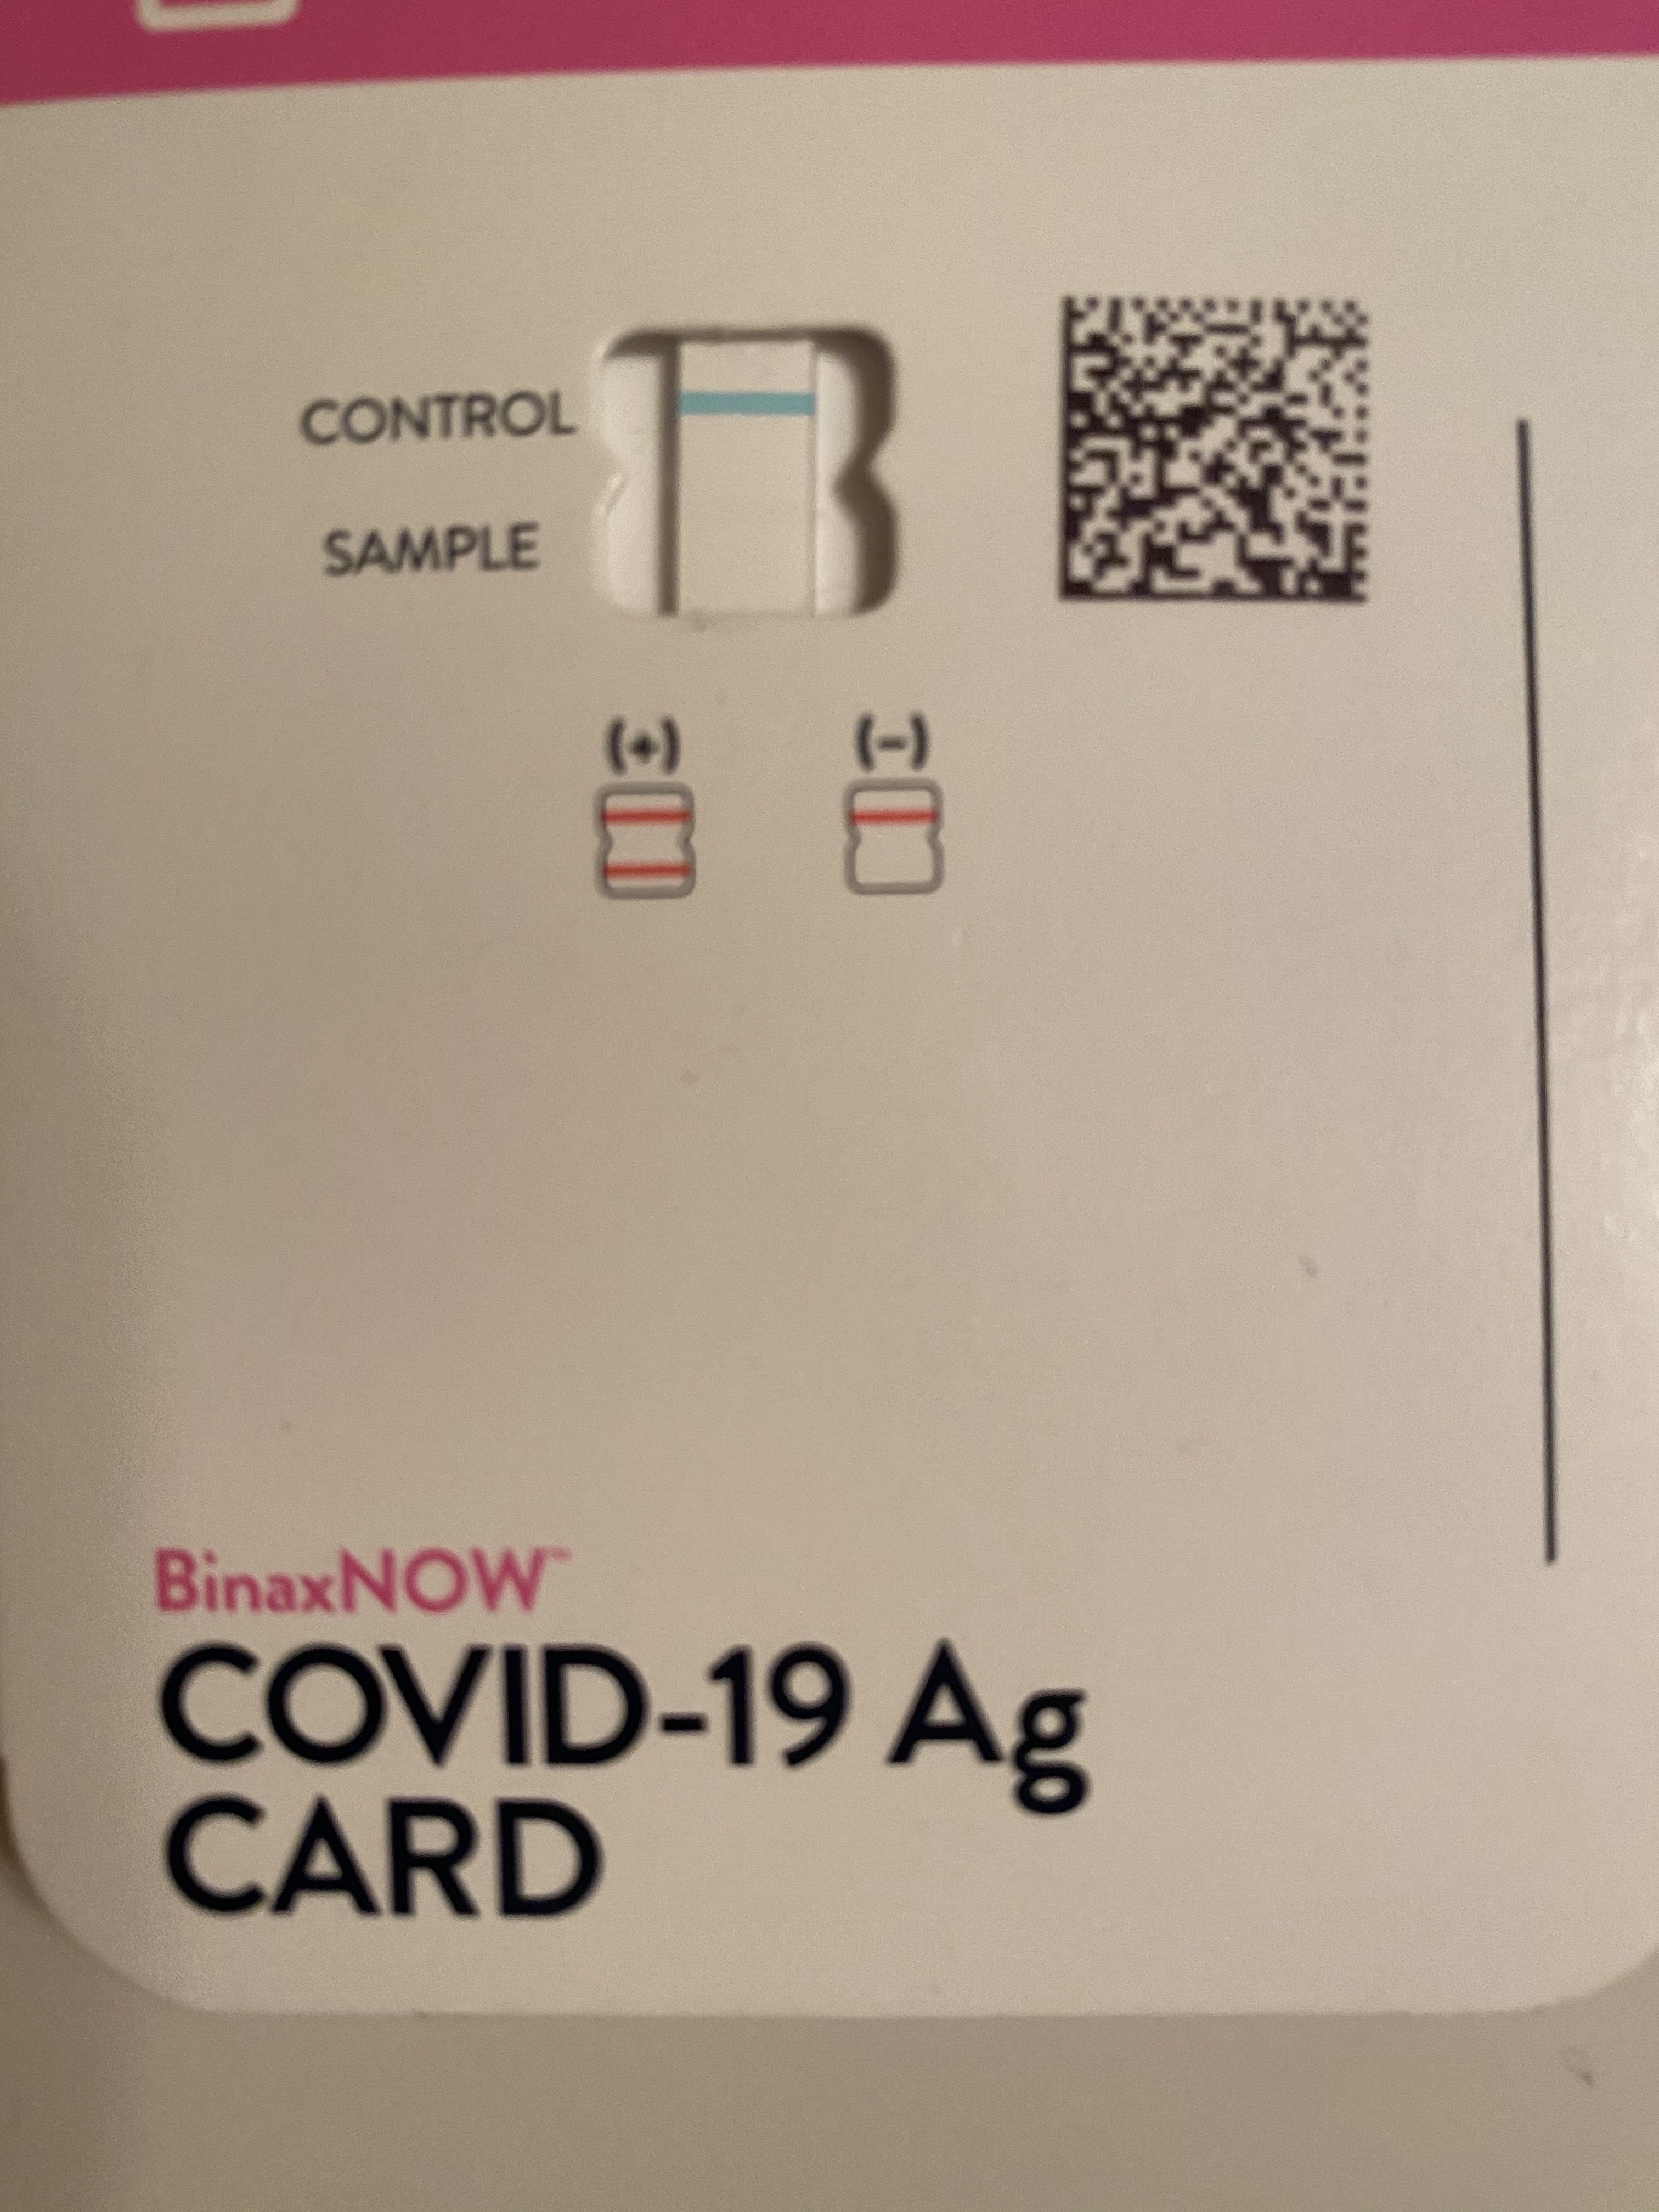 CONTROL
SAMPLE
(+) (-)
BinaxNOW™
COVID-19 Ag
CARD